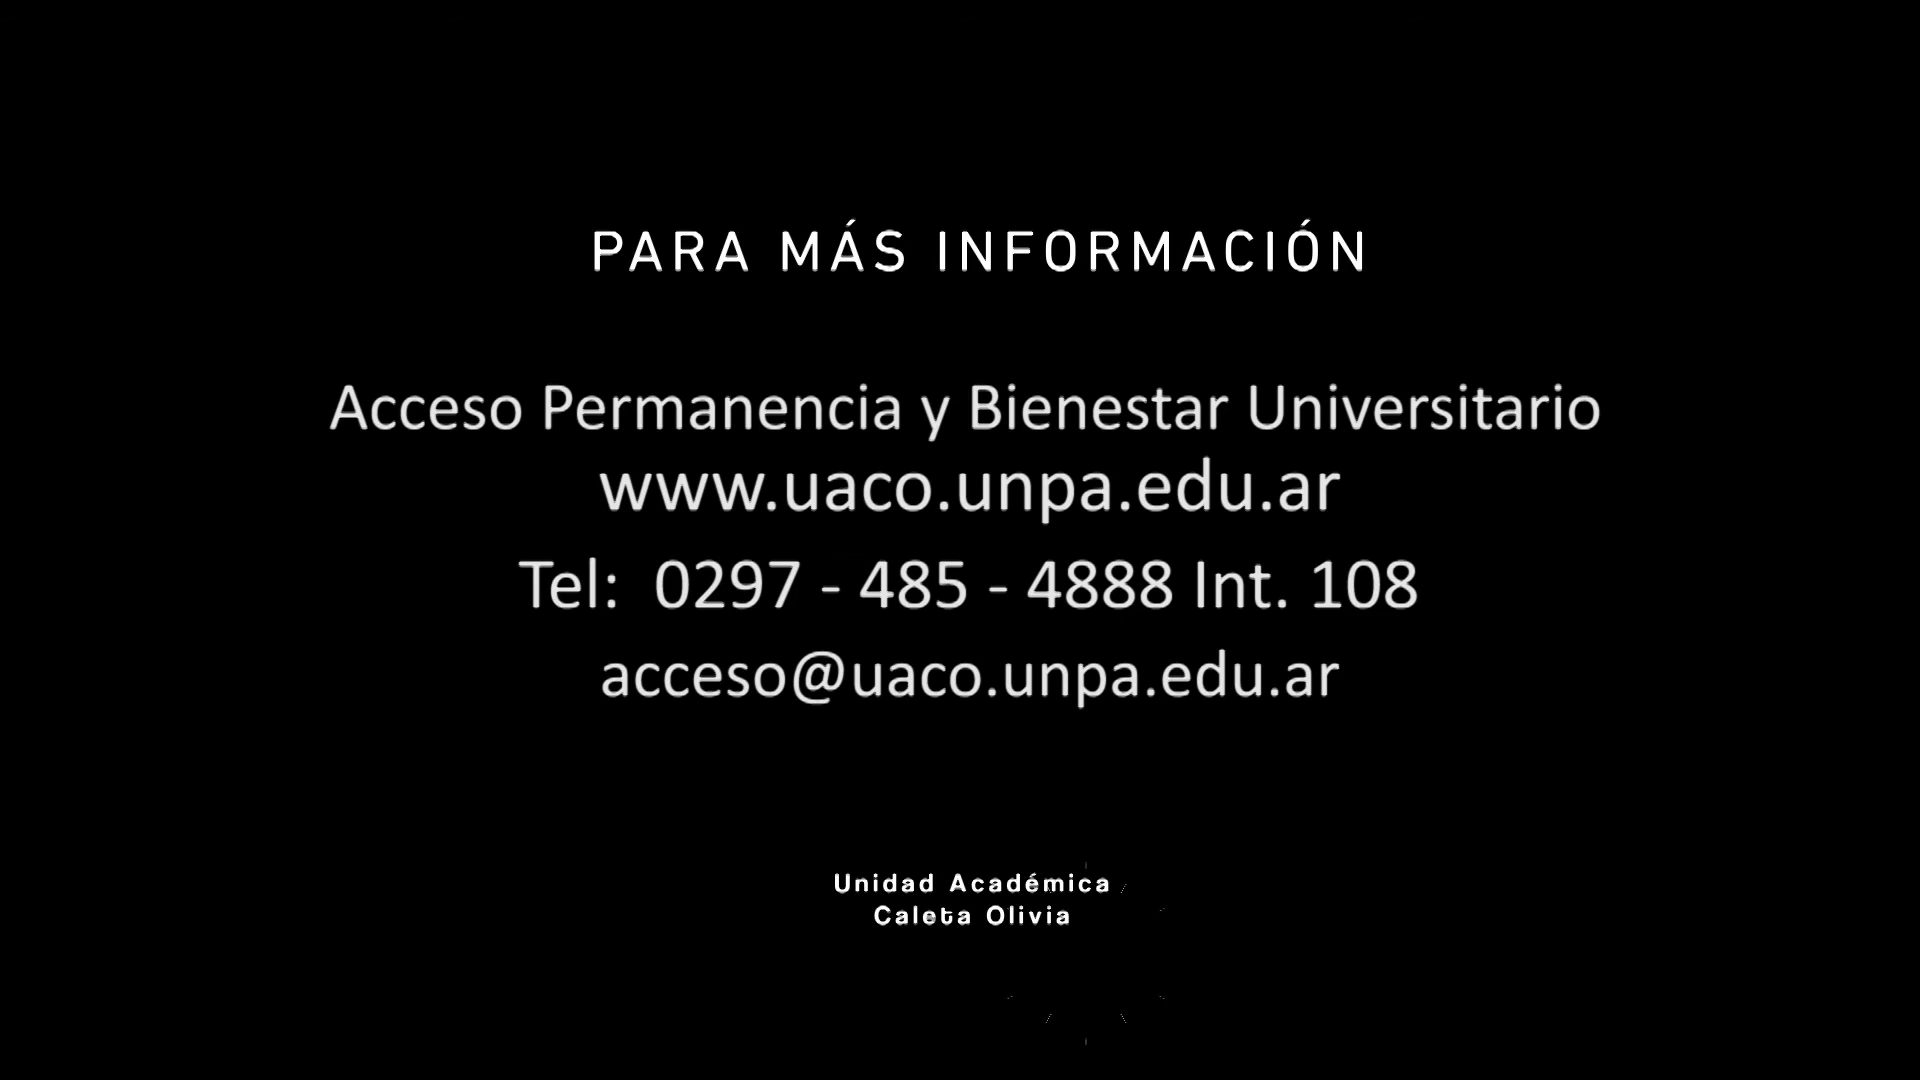 PARA MÁS INFORMACIÓN
Acceso Permanencia y Bienestar Universitario
www.uaco.unpa.edu.ar
Tel: 0297 - 485 - 4888 Int. 108
acceso@uaco.unpa.edu.ar
Unidad Académica
Caleta Olivia